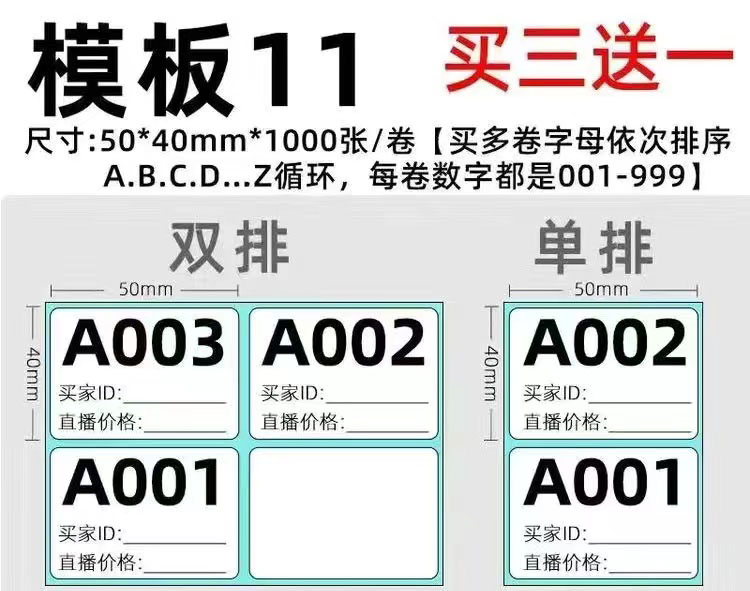 模板11 买三送一
尺寸:50*40mm*1000张/卷【买多卷字母依次排序
A.B.C.D...Z循环，每卷数字都是001-999】
双排 单排
50mm 50mm
40mm
A003
买家ID:
直播价格:
A002
买家ID:
直播价格:
40mm
A002
买家ID:
直播价格:
A001
买家ID:
直播价格:
A001
买家ID:
直播价格: